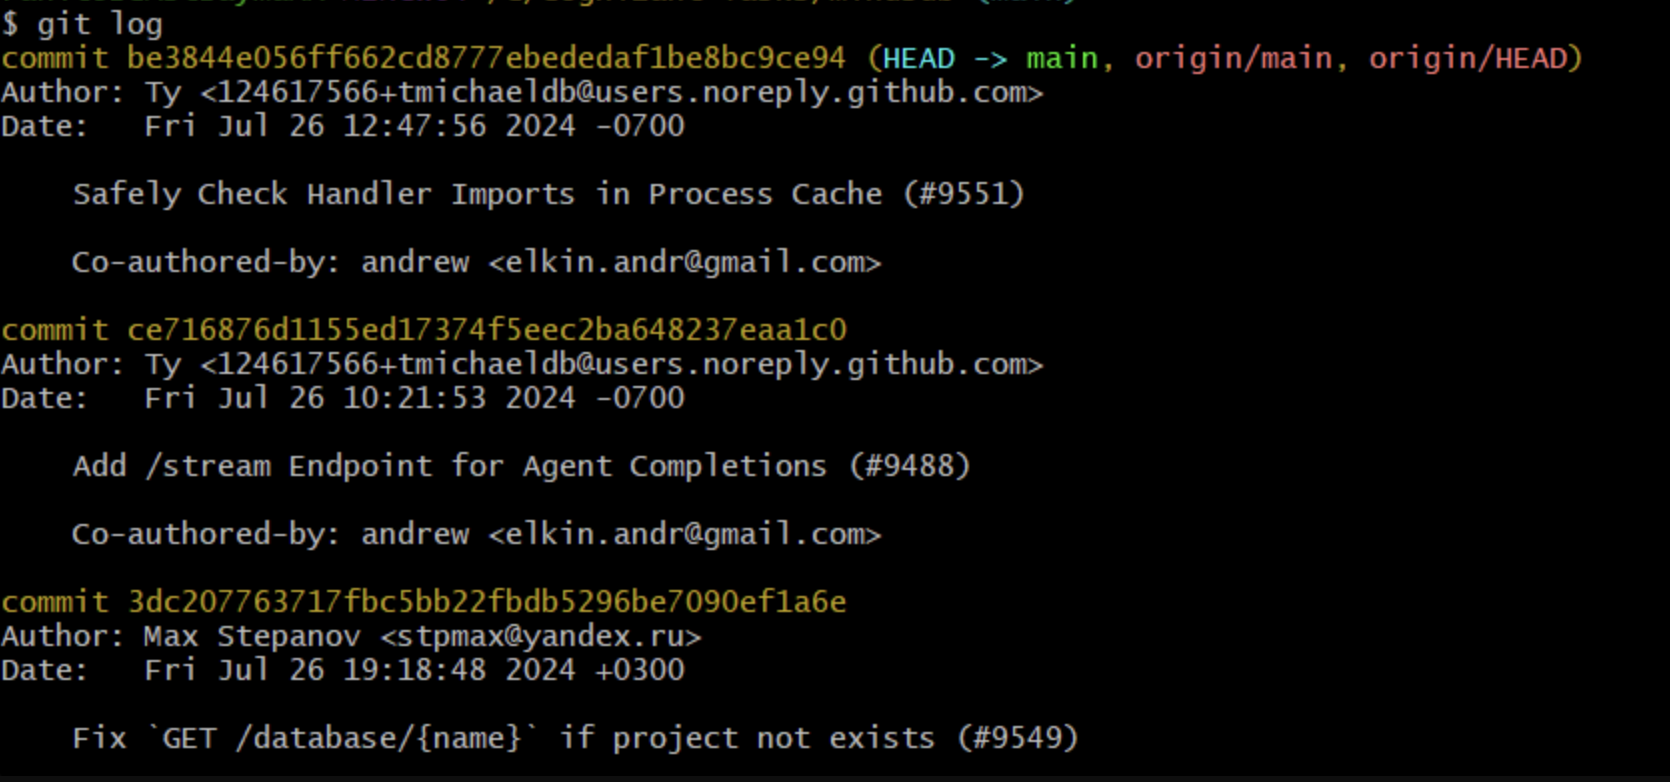 $ git log
commit be3844e056ff662cd8777ebededaf1be8bc9ce94 (HEAD -> main, origin/main, origin/HEAD)
Author: Ty <124617566+tmichaeldb@users.noreply.github.com>
Date:   Fri Jul 26 12:47:56 2024 -0700
Safely Check Handler Imports in Process Cache (#9551)
Co-authored-by: andrew <elkin.andr@gmail.com>
commit ce716876d1155ed17374f5eec2ba648237eaa1c0
Author: Ty <124617566+tmichaeldb@users.noreply.github.com>
Date:   Fri Jul 26 10:21:53 2024 -0700
Add /stream Endpoint for Agent Completions (#9488)
Co-authored-by: andrew <elkin.andr@gmail.com>
commit 3dc207763717fbc5bb22fbdb5296be7090ef1a6e
Author: Max Stepanov <stpmax@yandex.ru>
Date:   Fri Jul 26 19:18:48 2024 +0300
Fix `GET /database/{name}` if project not exists (#9549)